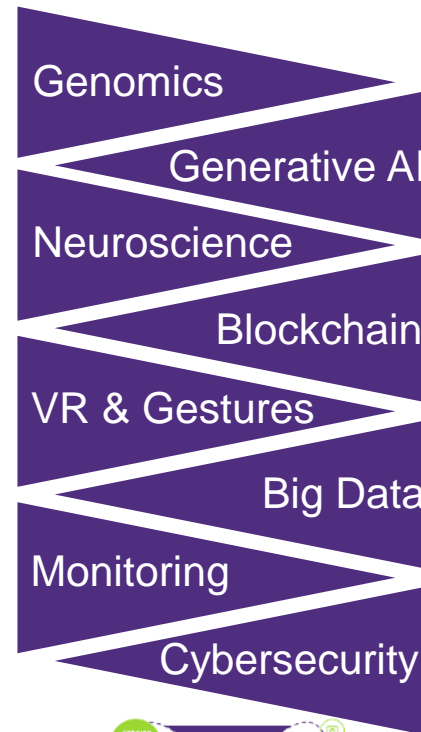 Genomics
Generative AI
Neuroscience
Blockchain
VR & Gestures
Big Data
Monitoring
Cybersecurity